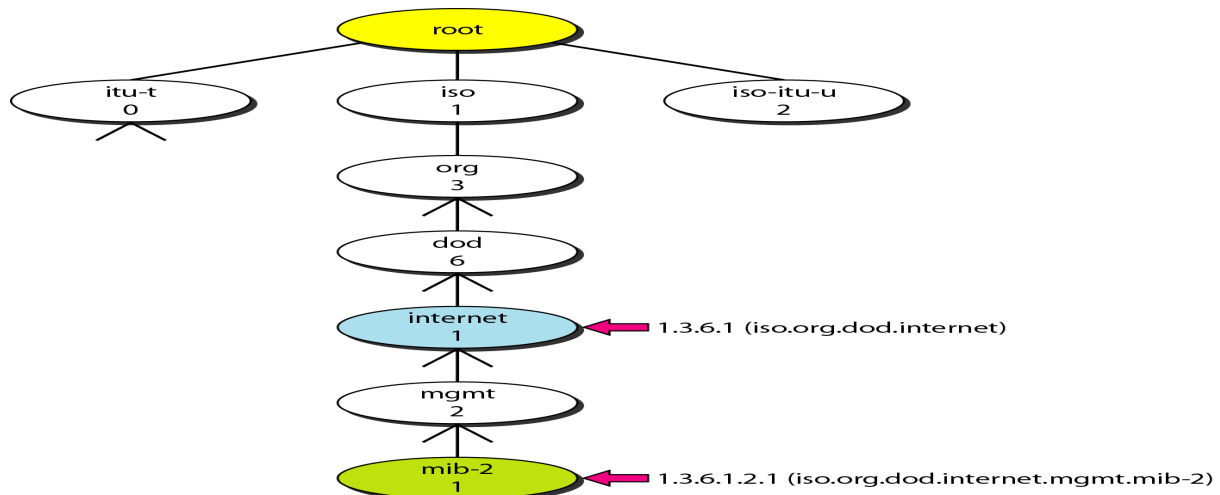 root
itu-t
0
iso
1
iso-itu-u
2
org
3
dod
6
internet
1
1.3.6.1 (iso.org.dod.internet)
mgmt
2
mib-2
1
1.3.6.1.2.1 (iso.org.dod.internet.mgmt.mib-2)